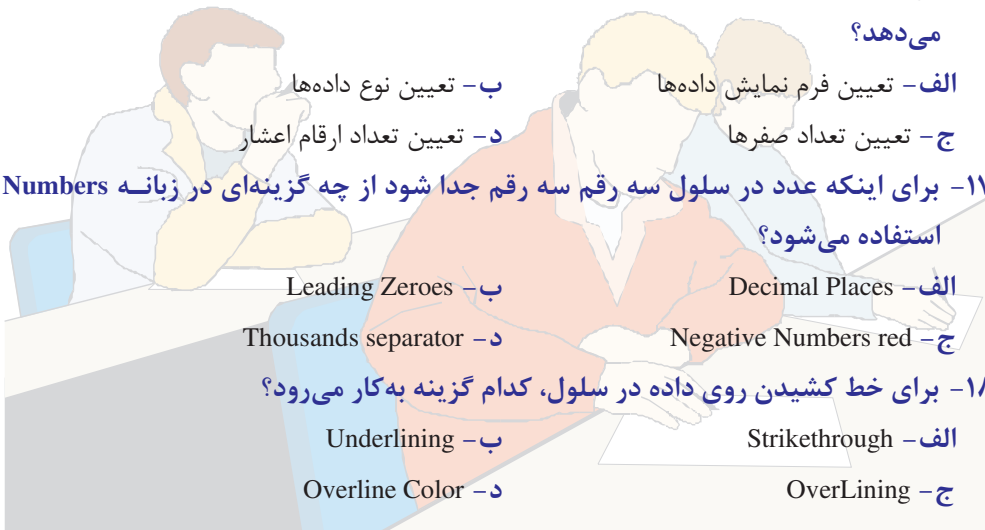 می‌دهد؟
الف- تعیین فرم نمایش داده‌ها ب- تعیین نوع داده‌ها
ج- تعیین تعداد صفرها د- تعیین تعداد ارقام اعشار
۱۷- برای اینکه عدد در سلول سه رقم سه رقم جدا شود از چه گزینه‌ای در زبانـه Numbers
استفاده می‌شود؟
الف- Decimal Places ب- Leading Zeroes
ج- Negative Numbers red د- Thousands separator
۱۸- برای خط کشیدن روی داده در سلول، کدام گزینه به‌کار می‌رود؟
الف- Strikethrough ب- Underlining
ج- OverLining د- Overline Color